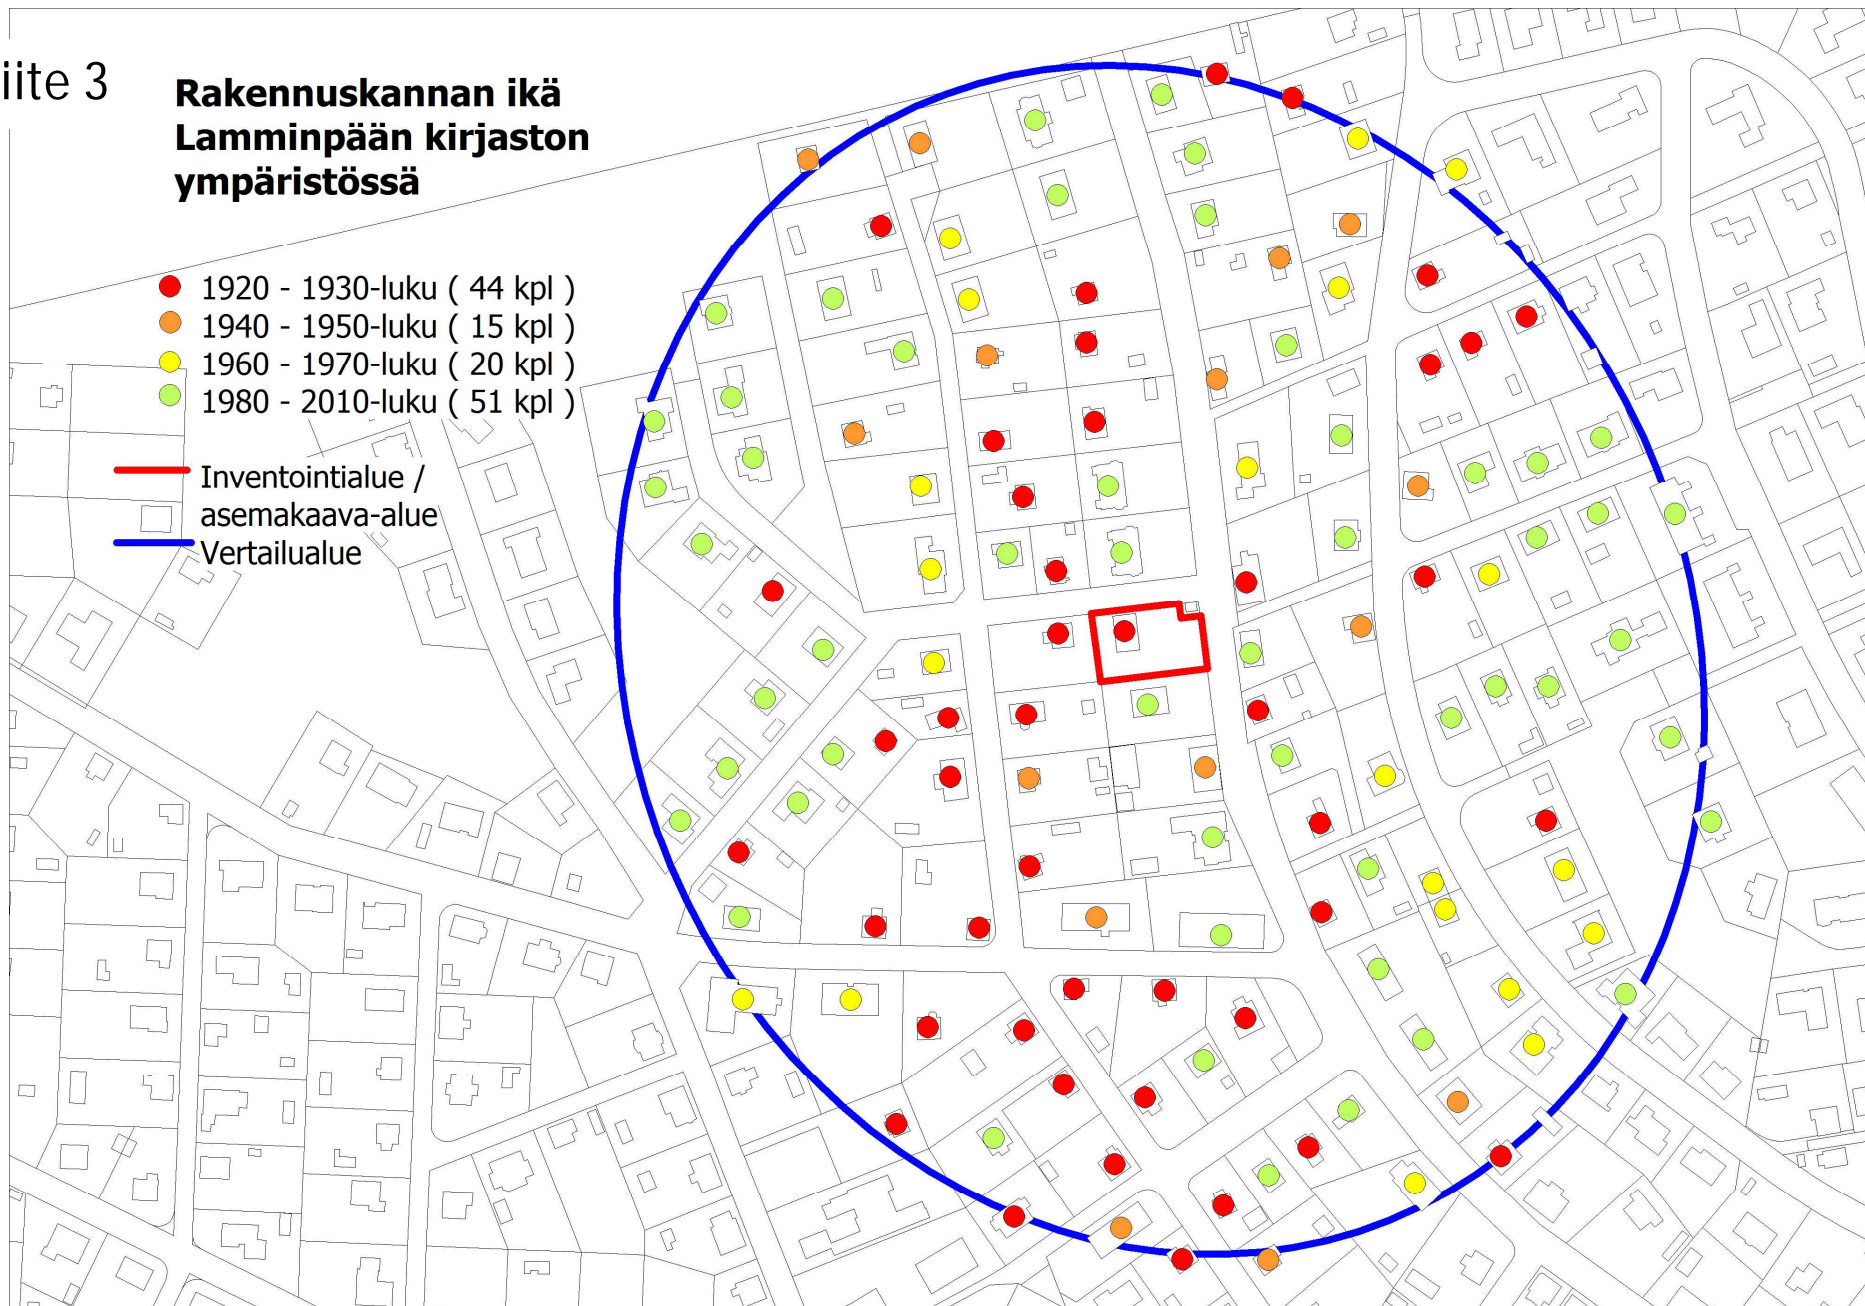 iite 3
Rakennuskannan ikä
Lamminpään kirjaston
ympäristössä
1920 - 1930-luku ( 44 kpl )
1940 - 1950-luku ( 15 kpl )
1960 - 1970-luku ( 20 kpl )
1980 - 2010-luku ( 51 kpl )
Inventointialue /
asemakaava-alue
Vertailualue